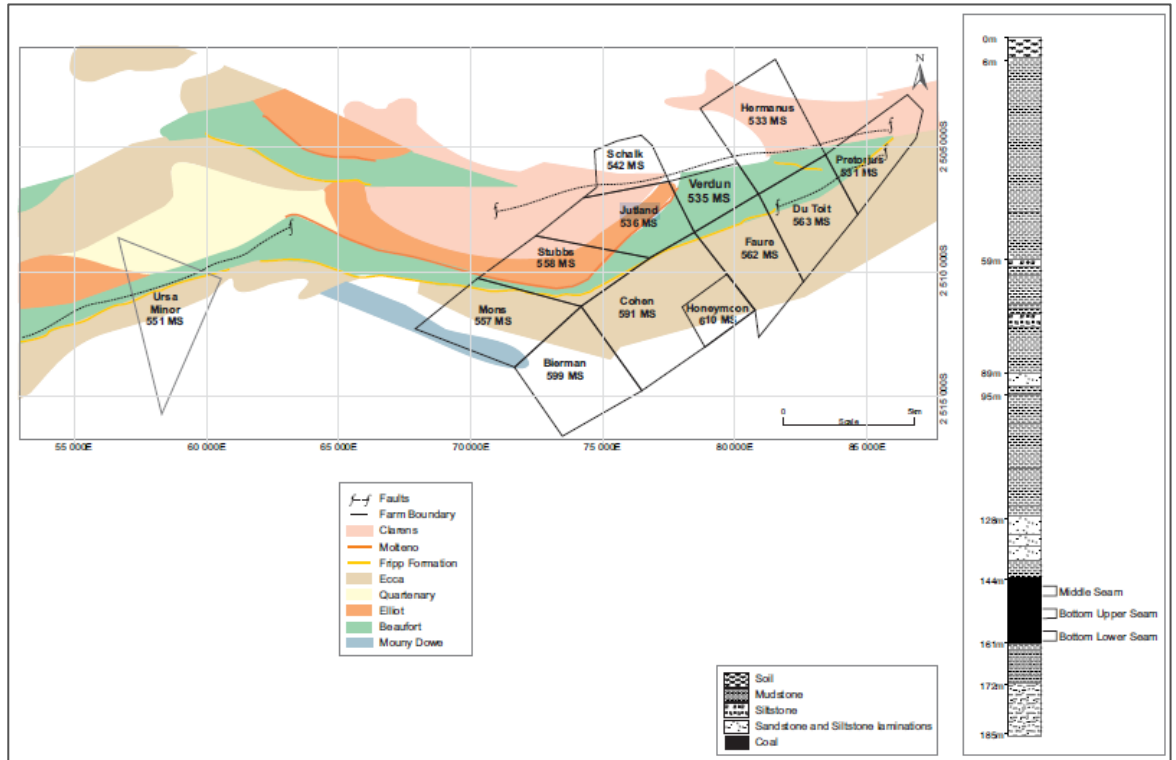 N
Hermanus
533 MS
Schalk
542 MS
Pretorius
531 MS
Verdun
535 MS
Jutland
536 MS
Du Toit
563 MS
Stubbs
558 MS
Faure
562 MS
Ursa
Minor
551 MS
Mons
557 MS
Cohen
591 MS
Honeymoon
610 MS
Bierman
599 MS
0
5km
Scale
2 505 000S
2 510 000S
2 515 000S
55 000E
60 000E
65 000E
70 000E
75 000E
80 000E
85 000E
Faults
Farm Boundary
Clarens
Molteno
Fripp Formation
Ecca
Quartenary
Elliot
Beaufort
Mouny Dowe
Soil
Mudstone
Siltstone
Sandstone and Siltstone laminations
Coal
0m
6m
59m
89m
95m
128m
144m
Middle Seam
Bottom Upper Seam
Bottom Lower Seam
161m
172m
185m